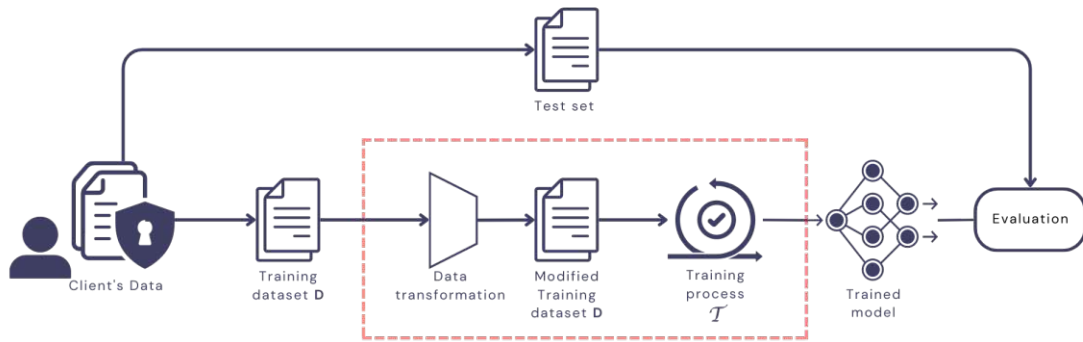 Test set
Client's Data
Training
dataset D
Data
transformation
Modified
Training
dataset D
Training
process
𝒯
Trained
model
Evaluation